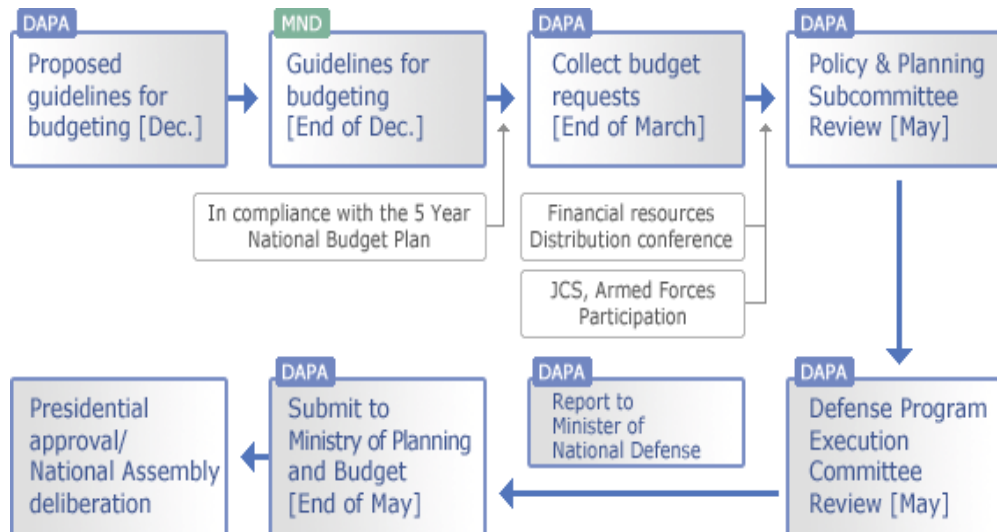 DAPA
Proposed
guidelines for
budgeting [Dec.]
MND
Guidelines for
budgeting
[End of Dec.]
DAPA
Collect budget
requests
[End of March]
DAPA
Policy & Planning
Subcommittee
Review [May]
In compliance with the 5 Year
National Budget Plan
Financial resources
Distribution conference
JCS, Armed Forces
Participation
DAPA
Defense Program
Execution
Committee
Review [May]
DAPA
Report to
Minister of
National Defense
DAPA
Submit to
Ministry of Planning
and Budget
[End of May]
Presidential
approval/
National Assembly
deliberation